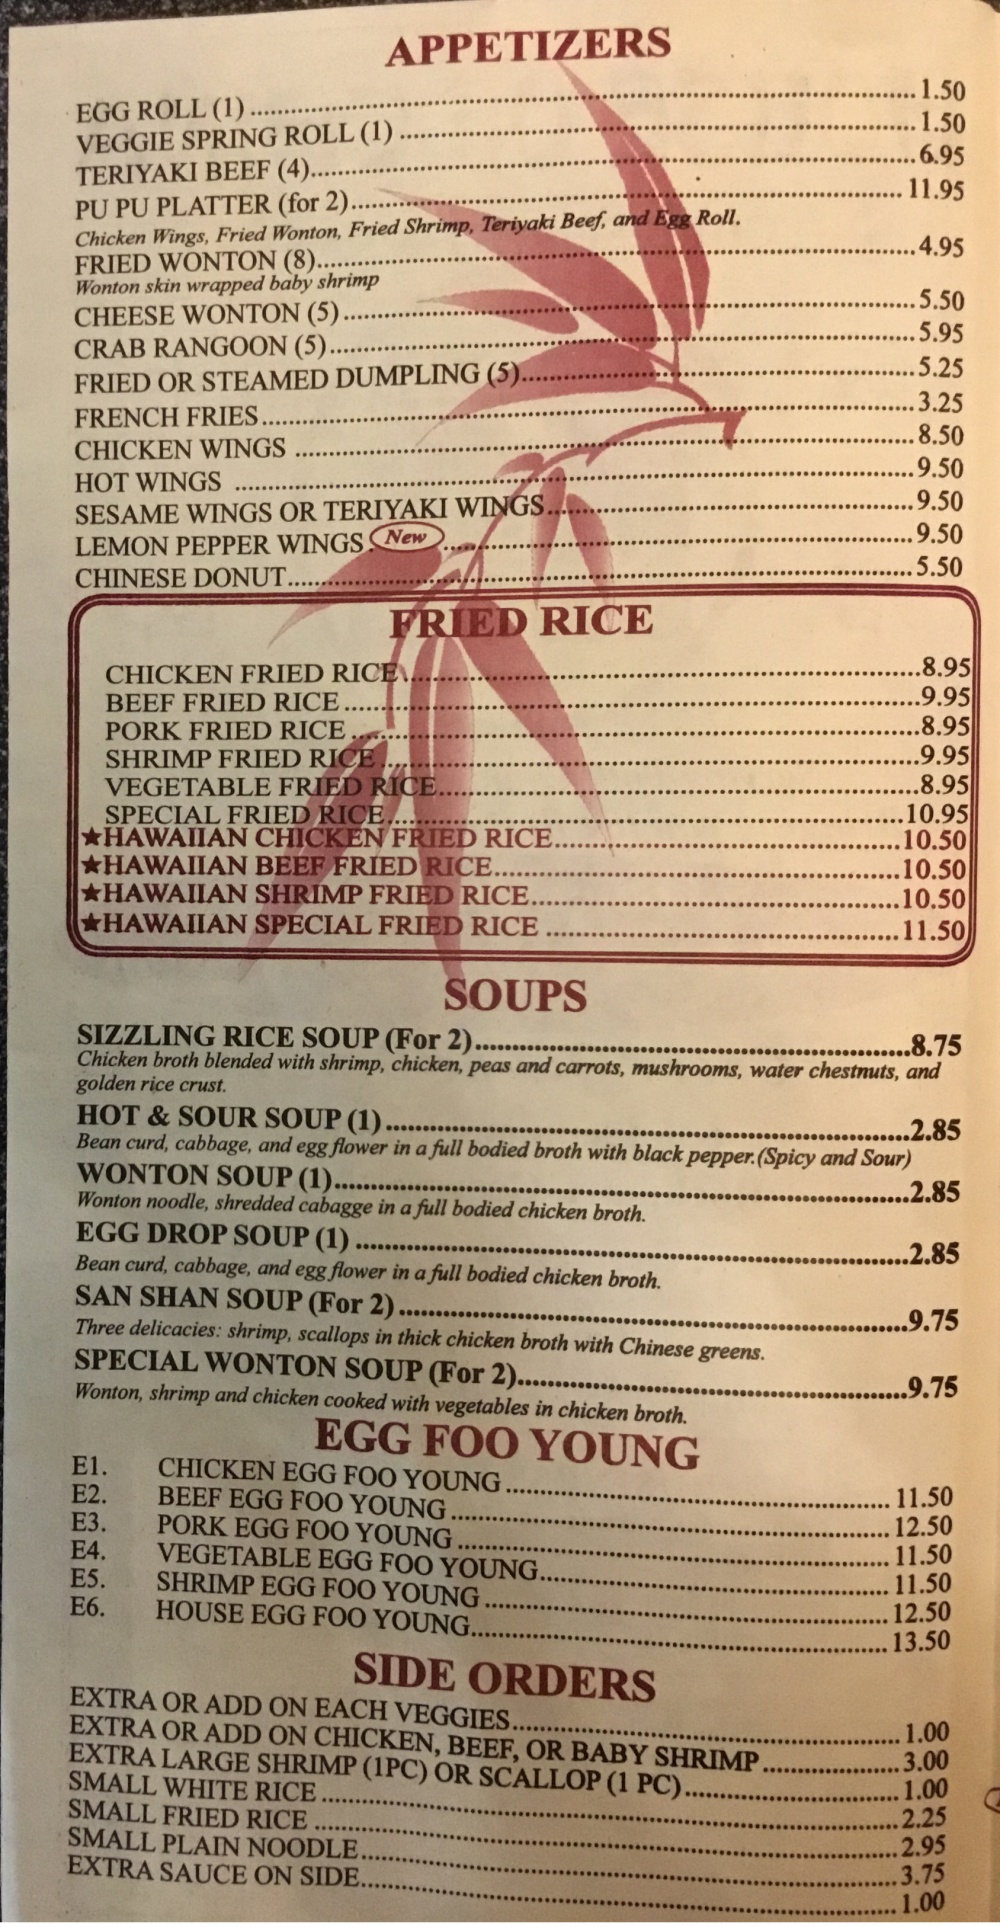 APPETIZERS
EGG ROLL (1) 1.50
VEGGIE SPRING ROLL (1) 1.50
TERIYAKI BEEF (4) 6.95
PU PU PLATTER (for 2) 11.95
Chicken Wings, Fried Wonton, Fried Shrimp, Teriyaki Beef, and Egg Roll.
FRIED WONTON (8) 4.95
Wonton skin wrapped baby shrimp
CHEESE WONTON (5) 5.50
CRAB RANGOON (5) 5.95
FRIED OR STEAMED DUMPLING (5) 5.25
FRENCH FRIES 3.25
CHICKEN WINGS 8.50
HOT WINGS 9.50
SESAME WINGS OR TERIYAKI WINGS 9.50
LEMON PEPPER WINGS New 9.50
CHINESE DONUT 5.50
FRIED RICE
CHICKEN FRIED RICE 8.95
BEEF FRIED RICE 9.95
PORK FRIED RICE 8.95
SHRIMP FRIED RICE 9.95
VEGETABLE FRIED RICE 8.95
SPECIAL FRIED RICE 10.95
★HAWAIIAN CHICKEN FRIED RICE 10.50
★HAWAIIAN BEEF FRIED RICE 10.50
★HAWAIIAN SHRIMP FRIED RICE 10.50
★HAWAIIAN SPECIAL FRIED RICE 11.50
SOUPS
SIZZLING RICE SOUP (For 2) 8.75
Chicken broth blended with shrimp, chicken, peas and carrots, mushrooms, water chestnuts, and
golden rice crust.
HOT & SOUR SOUP (1) 2.85
Bean curd, cabbage, and egg flower in a full bodied broth with black pepper.(Spicy and Sour)
WONTON SOUP (1) 2.85
Wonton noodle, shredded cabagge in a full bodied chicken broth.
EGG DROP SOUP (1) 2.85
Bean curd, cabbage, and egg flower in a full bodied chicken broth.
SAN SHAN SOUP (For 2) 9.75
Three delicacies: shrimp, scallops in thick chicken broth with Chinese greens.
SPECIAL WONTON SOUP (For 2) 9.75
Wonton, shrimp and chicken cooked with vegetables in chicken broth.
EGG FOO YOUNG
E1. CHICKEN EGG FOO YOUNG 11.50
E2. BEEF EGG FOO YOUNG 12.50
E3. PORK EGG FOO YOUNG 11.50
E4. VEGETABLE EGG FOO YOUNG 11.50
E5. SHRIMP EGG FOO YOUNG 12.50
E6. HOUSE EGG FOO YOUNG 13.50
SIDE ORDERS
EXTRA OR ADD ON EACH VEGGIES 1.00
EXTRA OR ADD ON CHICKEN, BEEF, OR BABY SHRIMP 3.00
EXTRA LARGE SHRIMP (1PC) OR SCALLOP (1 PC) 1.00
SMALL WHITE RICE 2.25
SMALL FRIED RICE 2.95
SMALL PLAIN NOODLE 3.75
EXTRA SAUCE ON SIDE 1.00